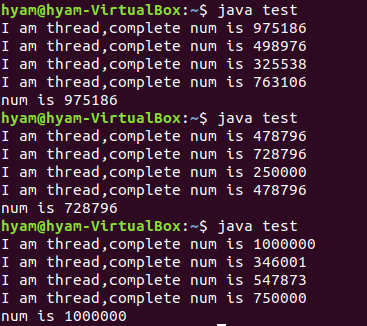 hyam@hyam-VirtualBox:~$ java test
I am thread,complete num is 975186
I am thread,complete num is 498976
I am thread,complete num is 325538
I am thread,complete num is 763106
num is 975186
hyam@hyam-VirtualBox:~$ java test
I am thread,complete num is 478796
I am thread,complete num is 728796
I am thread,complete num is 250000
I am thread,complete num is 478796
num is 728796
hyam@hyam-VirtualBox:~$ java test
I am thread,complete num is 1000000
I am thread,complete num is 346001
I am thread,complete num is 547873
I am thread,complete num is 750000
num is 1000000